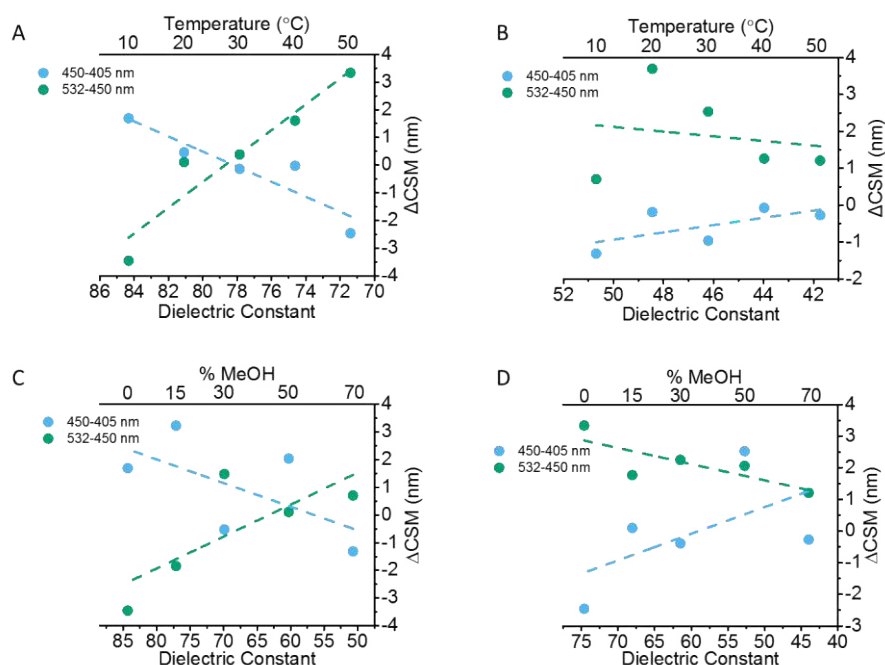 A
Temperature (°C)
10 20 30 40 50
450-405 nm
532-450 nm
4
3
2
1
0
-1
-2
-3
-4
ΔCSM (nm)
86 84 82 80 78 76 74 72 70
Dielectric Constant
B
Temperature (°C)
10 20 30 40 50
450-405 nm
532-450 nm
4
3
2
1
0
-1
-2
ΔCSM (nm)
52 50 48 46 44 42
Dielectric Constant
C
% MeOH
0 15 30 50 70
450-405 nm
532-450 nm
4
3
2
1
0
-1
-2
-3
-4
ΔCSM (nm)
85 80 75 70 65 60 55 50
Dielectric Constant
D
% MeOH
0 15 30 50 70
450-405 nm
532-450 nm
4
3
2
1
0
-1
-2
-3
ΔCSM (nm)
75 70 65 60 55 50 45 40
Dielectric Constant